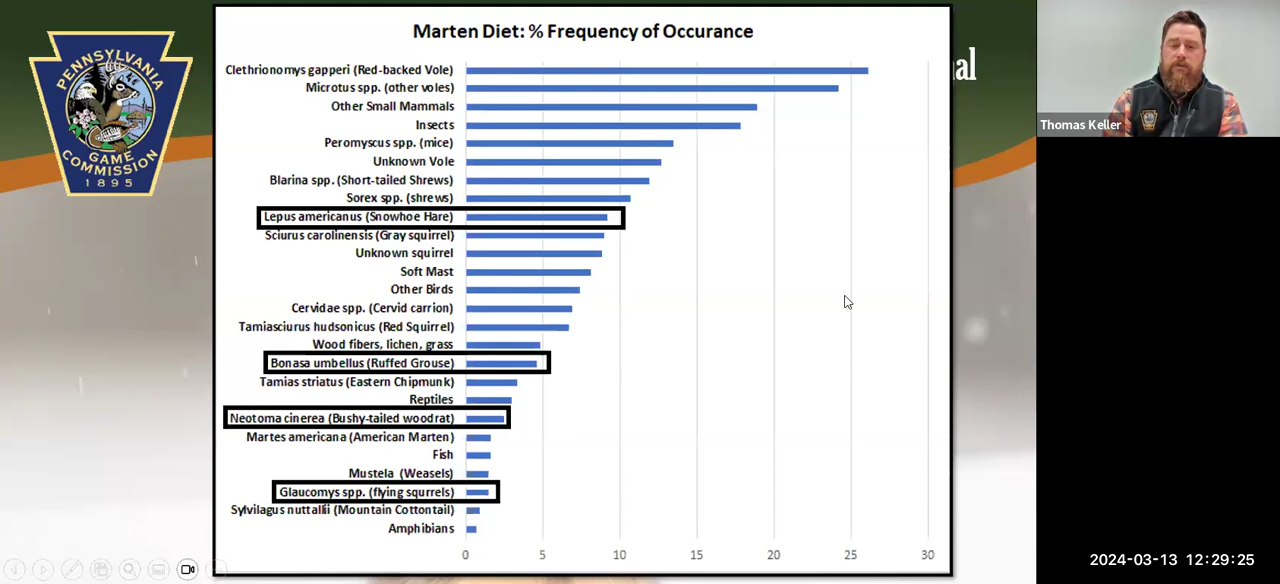 PENNSYLVANIA
GAME
COMMISSION
1895
Marten Diet: % Frequency of Occurance
Clethrionomys gapperi (Red-backed Vole)
Microtus spp. (other voles)
Other Small Mammals
Insects
Peromyscus spp. (mice)
Unknown Vole
Blarina spp. (Short-tailed Shrews)
Sorex spp. (shrews)
Lepus americanus (Snowhoe Hare)
Sciurus carolinensis (Gray squirrel)
Unknown squirrel
Soft Mast
Other Birds
Cervidae spp. (Cervid carrion)
Tamiasciurus hudsonicus (Red Squirrel)
Wood fibers, lichen, grass
Bonasa umbellus (Ruffed Grouse)
Tamias striatus (Eastern Chipmunk)
Reptiles
Neotoma cinerea (Bushy-tailed woodrat)
Martes americana (American Marten)
Fish
Mustela (Weasels)
Glaucomys spp. (flying squrrels)
Sylvilagus nuttallii (Mountain Cottontail)
Amphibians
0 5 10 15 20 25 30
Thomas Keller
2024-03-13 12:29:25